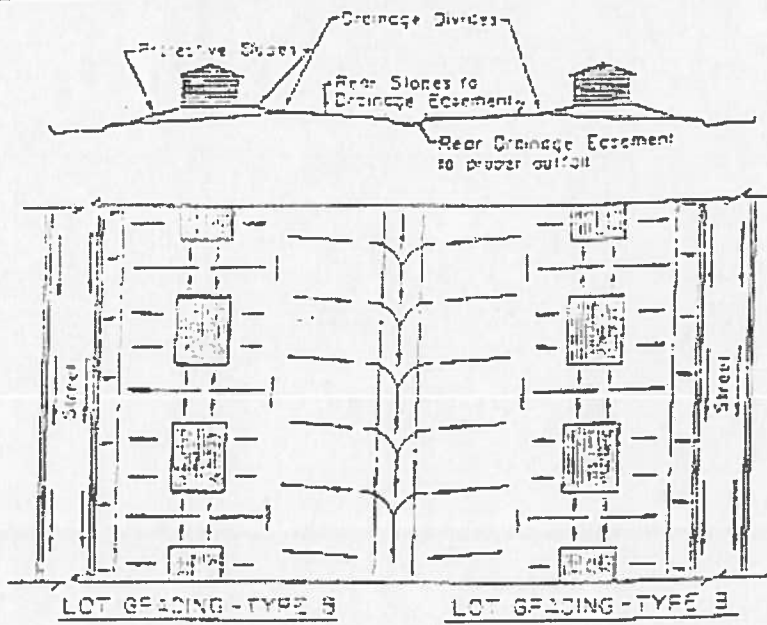 Drainage Divides
Protective Slopes
Rear Slopes to
Drainage Easement
Rear Drainage Easement
to proper outfall
Street
Street
LOT GRADING - TYPE B
LOT GRADING - TYPE B